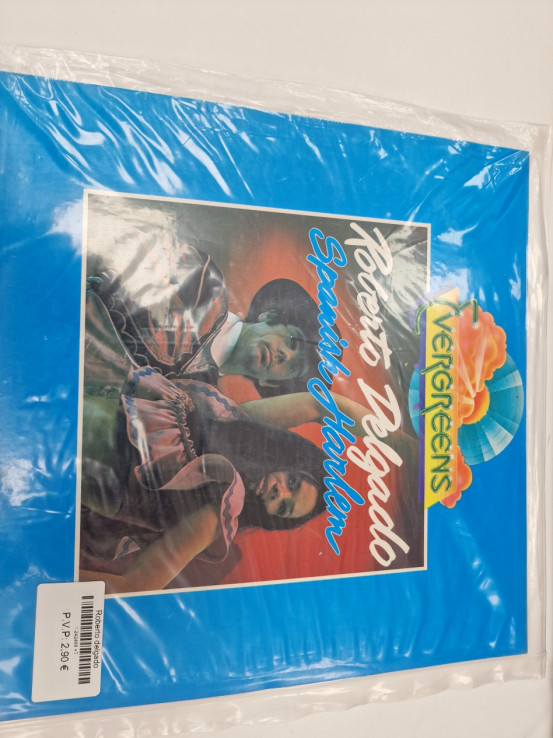 EVERGREENS
Roberto Delgado
Spanish Harlem
Roberto delgado
P.V.P: 2,90 €